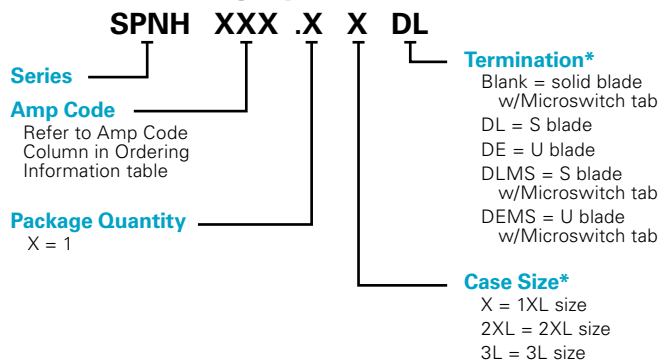 SPNH XXX .X X DL
Series
Amp Code
Refer to Amp Code
Column in Ordering
Information table
Package Quantity
X = 1
Termination*
Blank = solid blade
w/Microswitch tab
DL = S blade
DE = U blade
DLMS = S blade
w/Microswitch tab
DEMS = U blade
w/Microswitch tab
Case Size*
X = 1XL size
2XL = 2XL size
3L = 3L size